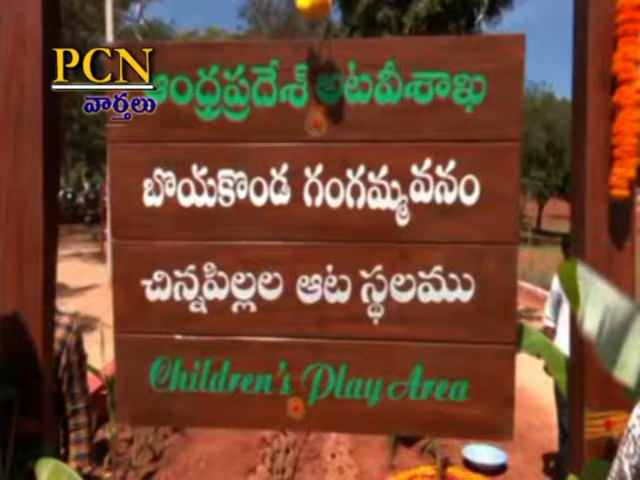 PCN
వార్తలు
ఆంధ్రప్రదేశ్ అటవీశాఖ
బొయకొండ గంగమ్మవనం
చిన్నపిల్లల ఆట స్థలము
Children's Play Area